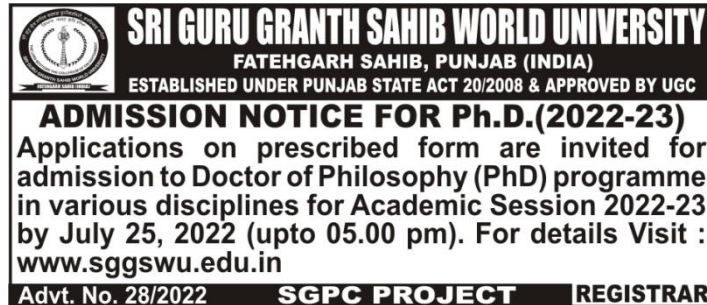 SRI GURU GRANTH SAHIB WORLD UNIVERSITY
FATEHGARH SAHIB, PUNJAB (INDIA)
ESTABLISHED UNDER PUNJAB STATE ACT 20/2008 & APPROVED BY UGC
FATEHGARH SAHIB (INDIA)
ADMISSION NOTICE FOR Ph.D.(2022-23)
Applications on prescribed form are invited for
admission to Doctor of Philosophy (PhD) programme
in various disciplines for Academic Session 2022-23
by July 25, 2022 (upto 05.00 pm). For details Visit :
www.sggswu.edu.in
Advt. No. 28/2022 SGPC PROJECT REGISTRAR